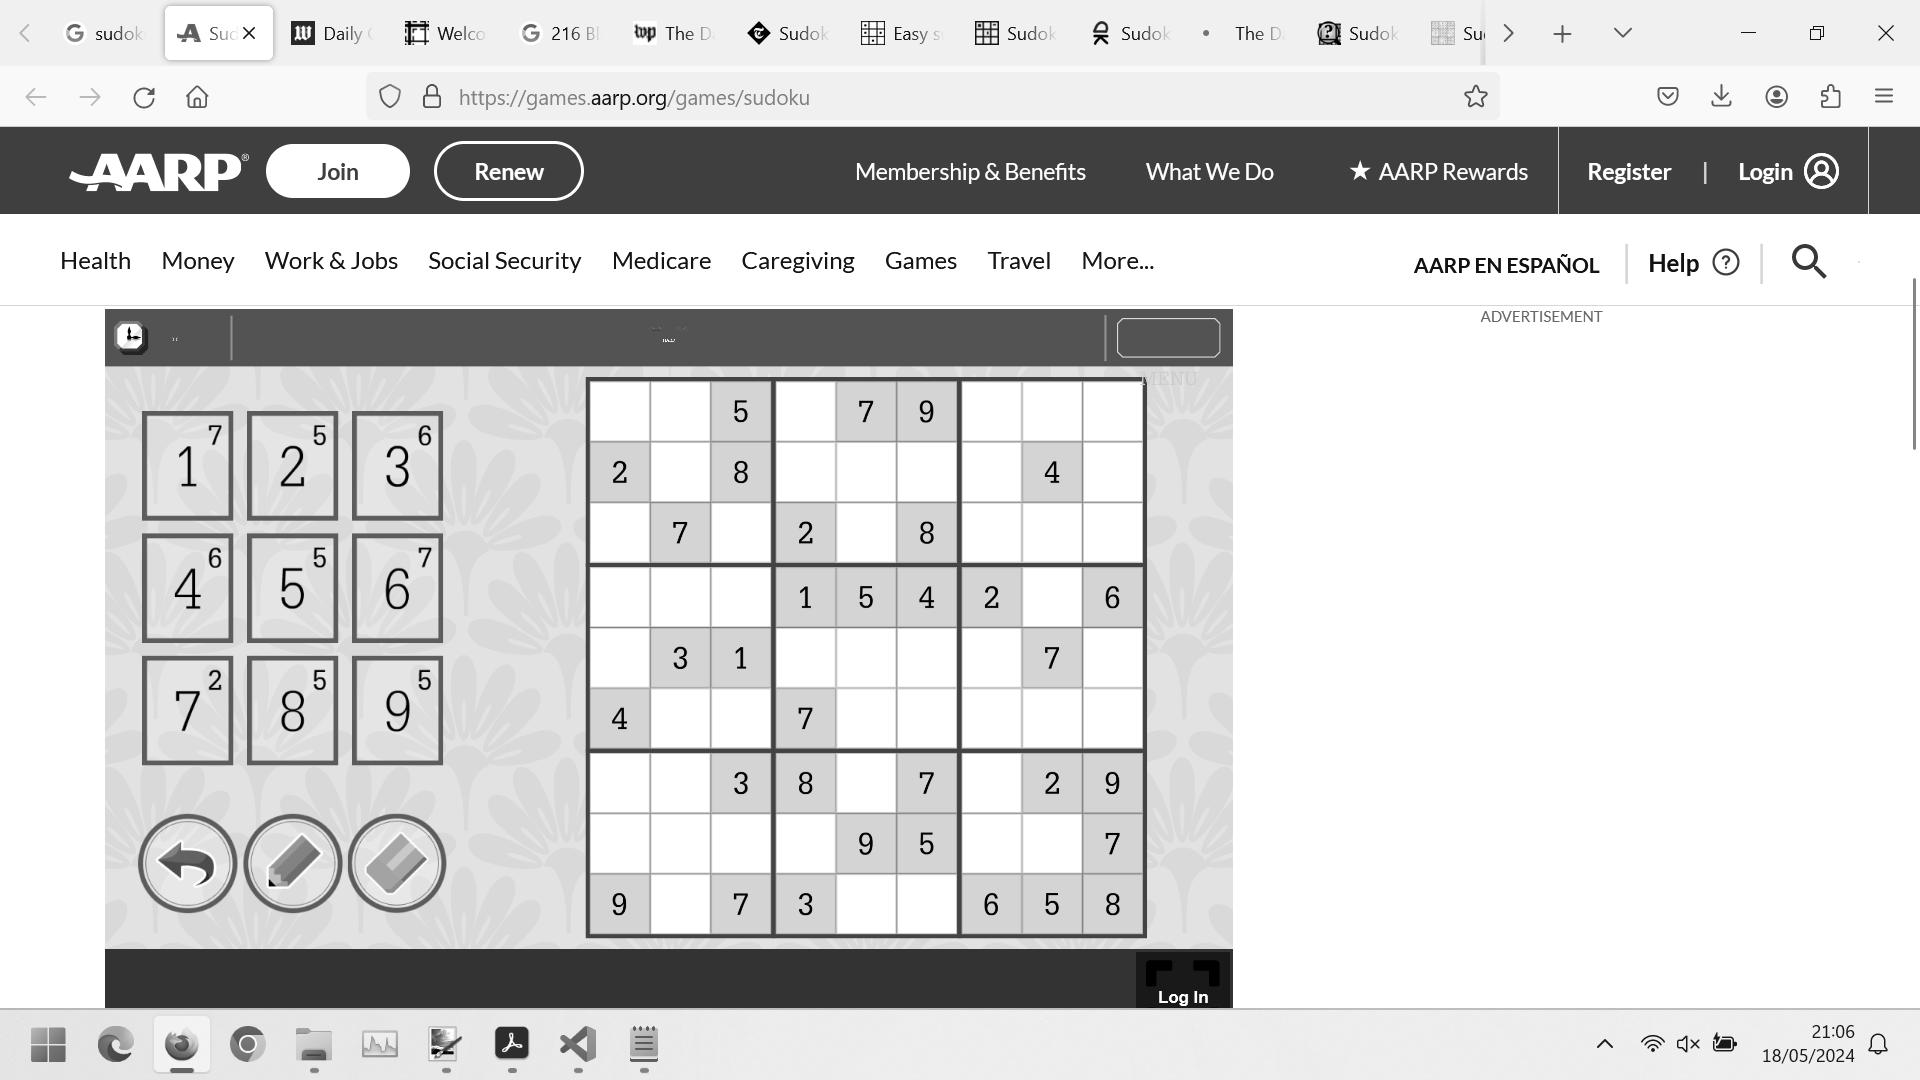 sudok
Sud
Daily
Welco
216 Bl
The D
Sudok
Easy s
Sudok
Sudok
The D
Sudok
Su
https://games.aarp.org/games/sudoku
AARP® Join Renew Membership & Benefits What We Do ★ AARP Rewards Register | Login
Health Money Work & Jobs Social Security Medicare Caregiving Games Travel More... AARP EN ESPAÑOL Help ?
ADVERTISEMENT
MENU
1 7 2 5 3 6
4 6 5 5 6 7
7 2 8 5 9 5
5 7 9
2 8 4
7 2 8
1 5 4 2 6
3 1 7
4 7
3 8 7 2 9
9 5 7
9 7 3 6 5 8
Log In
21:06
18/05/2024